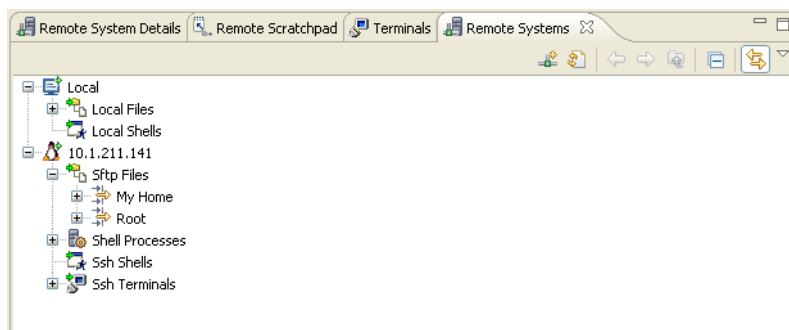 Remote System Details Remote Scratchpad Terminals Remote Systems
Local
Local Files
Local Shells
10.1.211.141
Sftp Files
My Home
Root
Shell Processes
Ssh Shells
Ssh Terminals